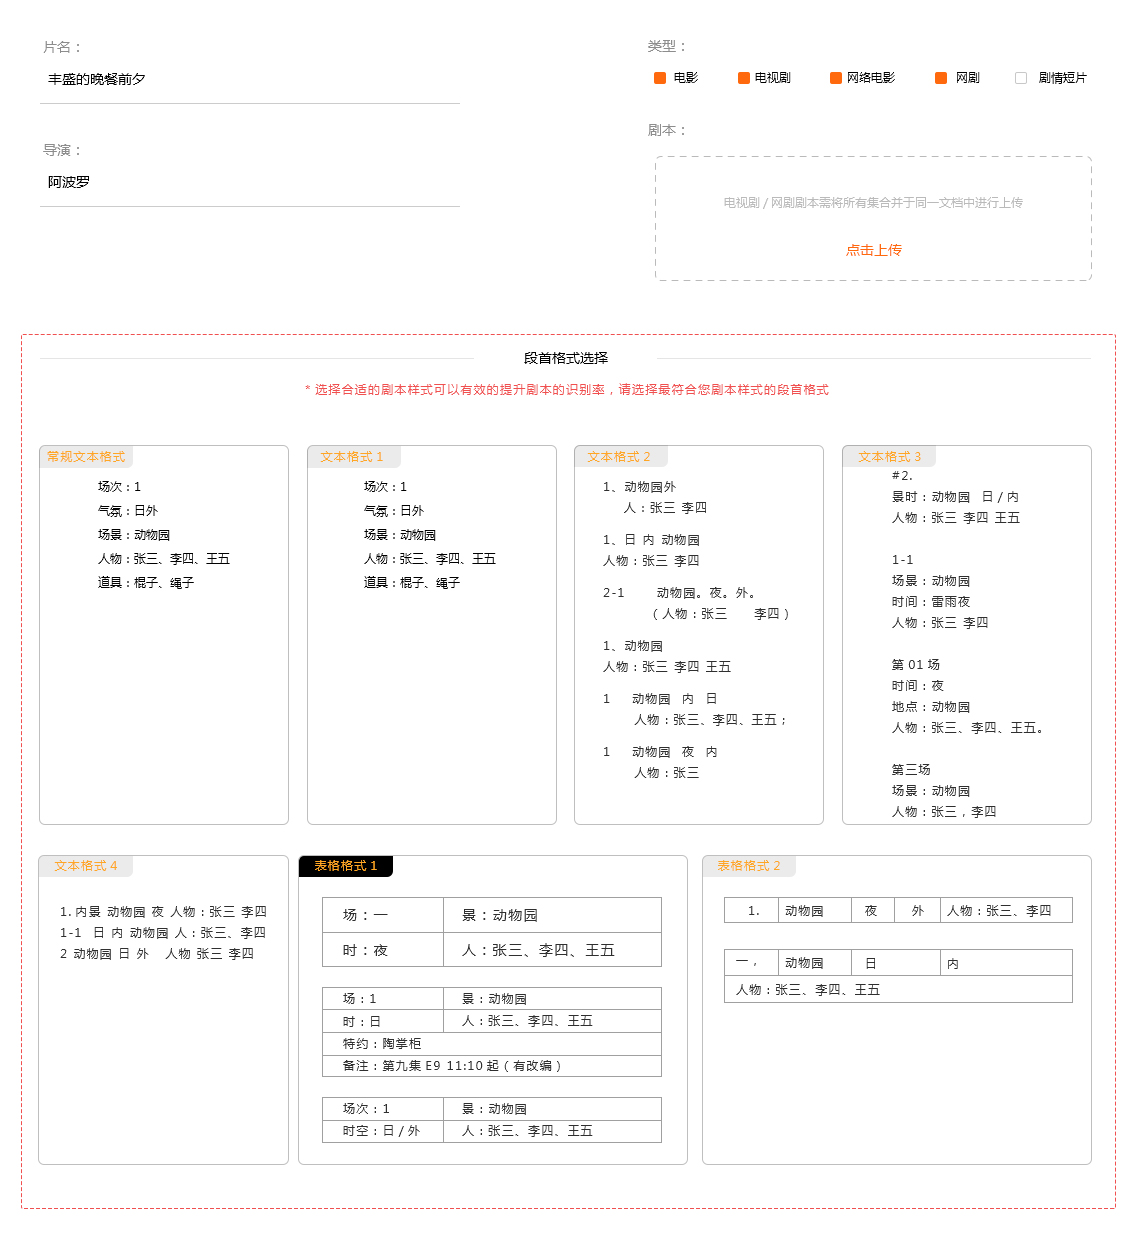 片名：
丰盛的晚餐前夕
导演：
阿波罗
类型：
电影 电视剧 网络电影 网剧 剧情短片
剧本：
电视剧 / 网剧剧本需将所有集合并于同一文档中进行上传
点击上传
段首格式选择
* 选择合适的剧本样式可以有效的提升剧本的识别率，请选择最符合您剧本样式的段首格式
常规文本格式
场次：1
气氛：日外
场景：动物园
人物：张三、李四、王五
道具：棍子、绳子
文本格式 1
场次：1
气氛：日外
场景：动物园
人物：张三、李四、王五
道具：棍子、绳子
文本格式 2
1、动物园外
人：张三 李四
1、日 内 动物园
人物：张三 李四
2-1 动物园。夜。外。
（人物：张三 李四）
1、动物园
人物：张三 李四 王五
1 动物园 内 日
人物：张三、李四、王五；
1 动物园 夜 内
人物：张三
文本格式 3
#2.
景时：动物园 日 / 内
人物：张三 李四 王五
1-1
场景：动物园
时间：雷雨夜
人物：张三 李四
第 01 场
时间：夜
地点：动物园
人物：张三、李四、王五。
第三场
场景：动物园
人物：张三，李四
文本格式 4
1. 内景 动物园 夜 人物：张三 李四
1-1 日 内 动物园 人：张三、李四
2 动物园 日 外 人物 张三 李四
表格格式 1
场：一 景：动物园
时：夜 人：张三、李四、王五
场：1 景：动物园
时：日 人：张三、李四、王五
特约：陶掌柜
备注：第九集 E9 11:10 起（有改编）
场次：1 景：动物园
时空：日 / 外 人：张三、李四、王五
表格格式 2
1. 动物园 夜 外 人物：张三、李四
一， 动物园 日 内
人物：张三、李四、王五